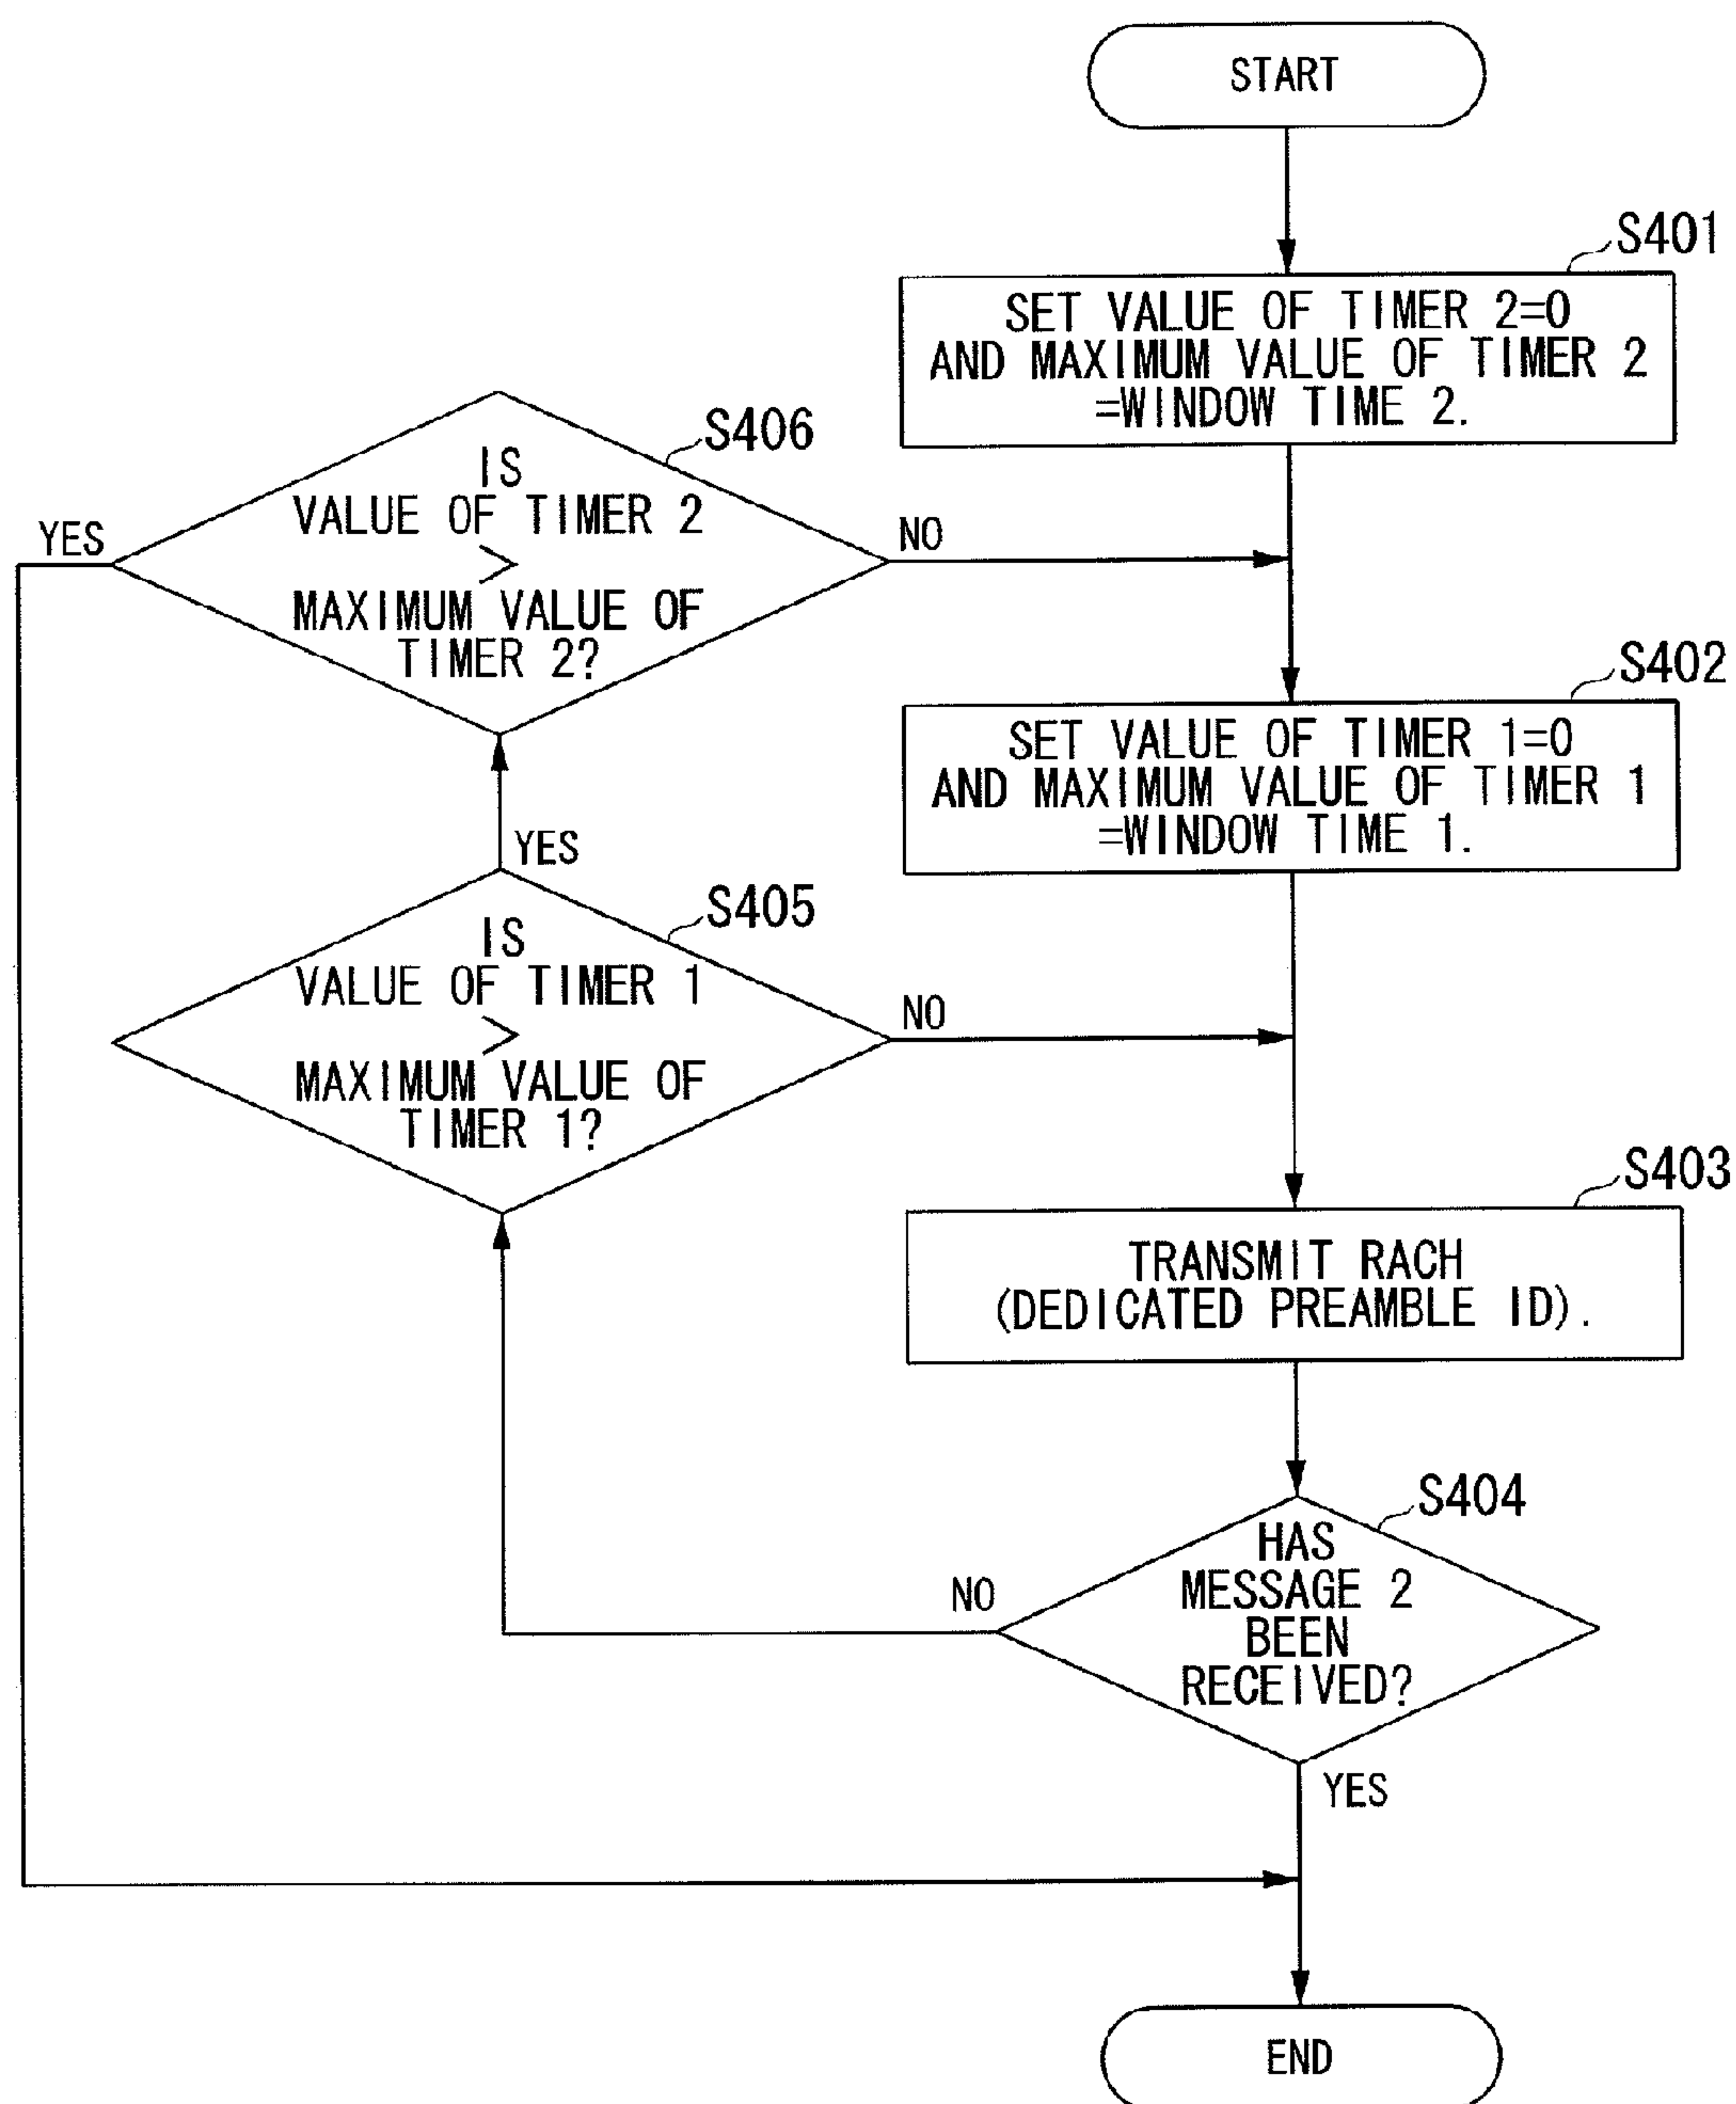 START
S401
SET VALUE OF TIMER 2=0
AND MAXIMUM VALUE OF TIMER 2
=WINDOW TIME 2.
S406
IS
VALUE OF TIMER 2
>
MAXIMUM VALUE OF
TIMER 2?
YES
NO
S402
SET VALUE OF TIMER 1=0
AND MAXIMUM VALUE OF TIMER 1
=WINDOW TIME 1.
YES
S405
IS
VALUE OF TIMER 1
>
MAXIMUM VALUE OF
TIMER 1?
NO
S403
TRANSMIT RACH
(DEDICATED PREAMBLE ID).
S404
HAS
MESSAGE 2
BEEN
RECEIVED?
NO
YES
END